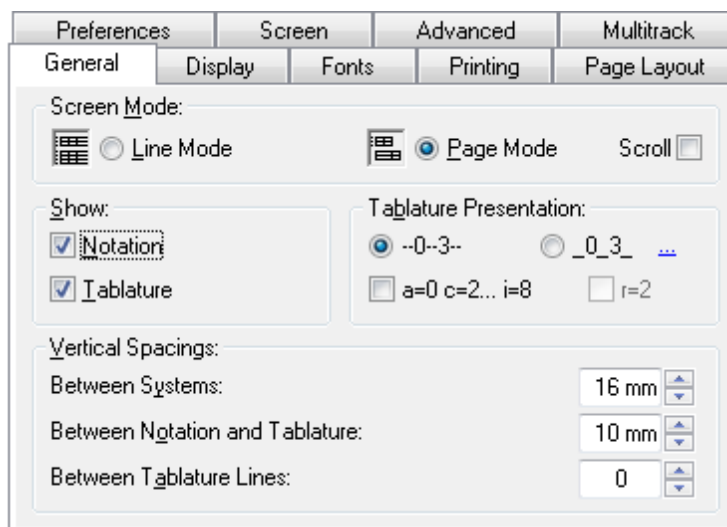 Preferences Screen Advanced Multitrack
General Display Fonts Printing Page Layout
Screen Mode:
Line Mode Page Mode Scroll
Show: Tablature Presentation:
Notation --0--3-- _0_3_ ...
Tablature a=0 c=2... i=8 r=2
Vertical Spacings:
Between Systems: 16 mm
Between Notation and Tablature: 10 mm
Between Tablature Lines: 0